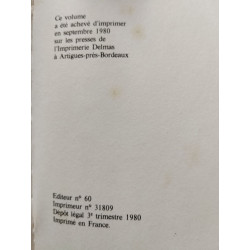 Ce volume
a été achevé d'imprimer
en septembre 1980
sur les presses de
l'Imprimerie Delmas
à Artigues-près-Bordeaux
Editeur n° 60
Imprimeur n° 31809
Dépôt légal 3ᵉ trimestre 1980
Imprimé en France.